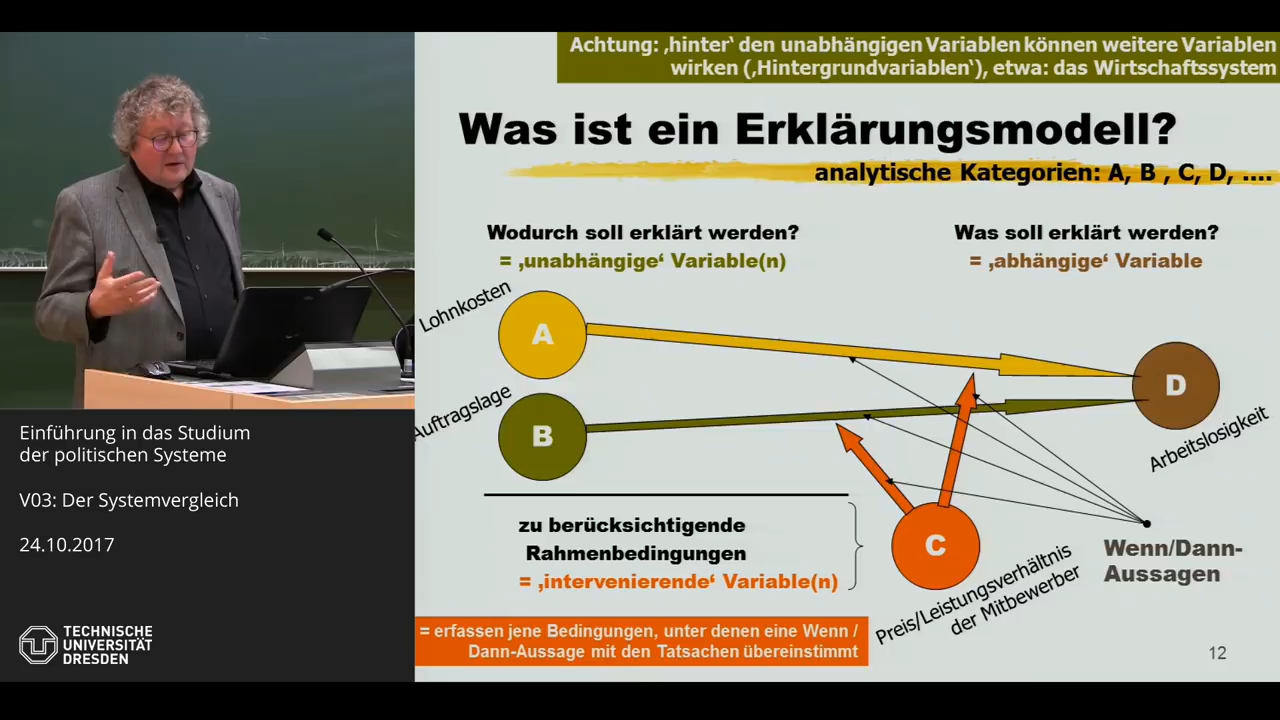 Achtung: ‚hinter‘ den unabhängigen Variablen können weitere Variablen
wirken (‚Hintergrundvariablen‘), etwa: das Wirtschaftssystem
Was ist ein Erklärungsmodell?
analytische Kategorien: A, B , C, D, ....
Wodurch soll erklärt werden?
= ‚unabhängige‘ Variable(n)
Was soll erklärt werden?
= ‚abhängige‘ Variable
Lohnkosten
A
Auftragslage
B
D
Arbeitslosigkeit
zu berücksichtigende
Rahmenbedingungen
= ‚intervenierende‘ Variable(n)
C
Preis/Leistungsverhältnis
der Mitbewerber
Wenn/Dann-
Aussagen
= erfassen jene Bedingungen, unter denen eine Wenn /
Dann-Aussage mit den Tatsachen übereinstimmt
12
Einführung in das Studium
der politischen Systeme
V03: Der Systemvergleich
24.10.2017
TECHNISCHE
UNIVERSITÄT
DRESDEN